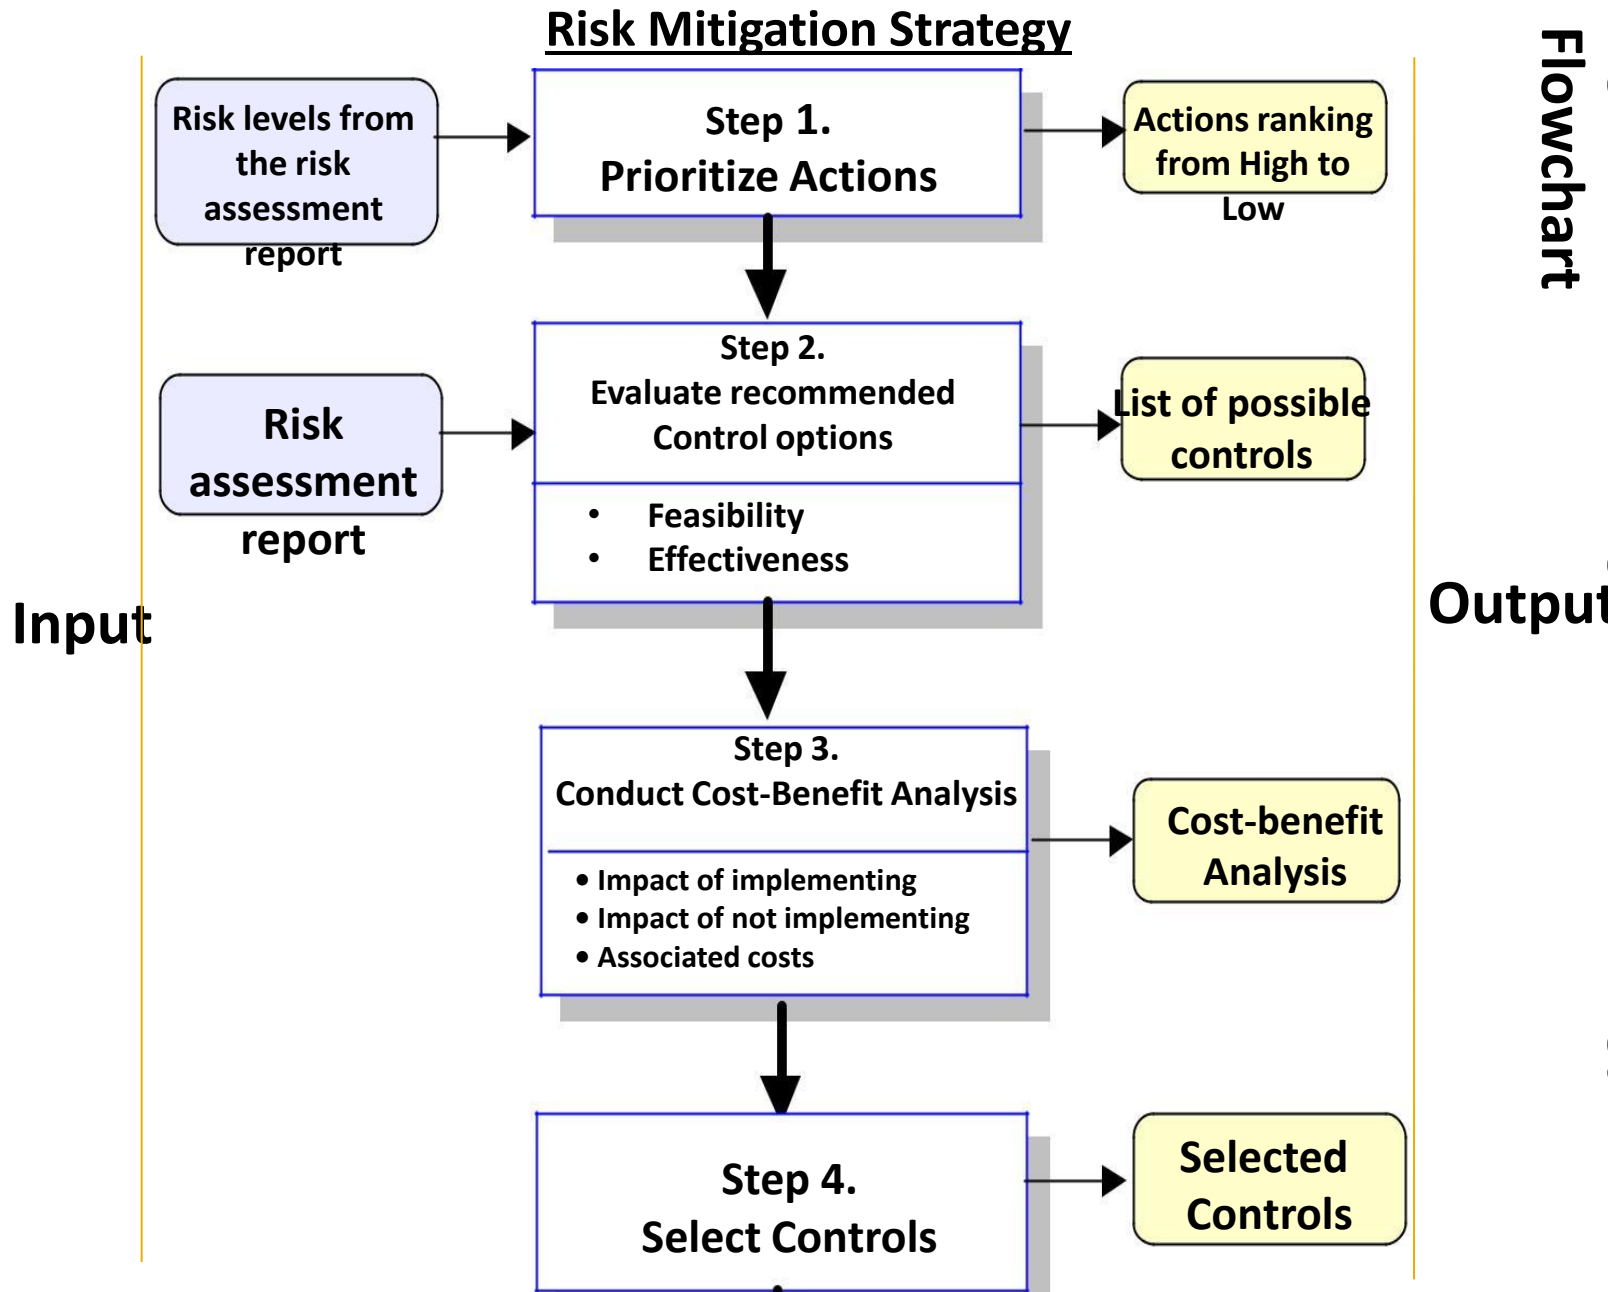 Risk Mitigation Strategy
Flowchart
Risk levels from
the risk
assessment
report
Step 1.
Prioritize Actions
Actions ranking
from High to
Low
Risk
assessment
report
Step 2.
Evaluate recommended
Control options
• Feasibility
• Effectiveness
List of possible
controls
Input
Output
Step 3.
Conduct Cost-Benefit Analysis
• Impact of implementing
• Impact of not implementing
• Associated costs
Cost-benefit
Analysis
Step 4.
Select Controls
Selected
Controls